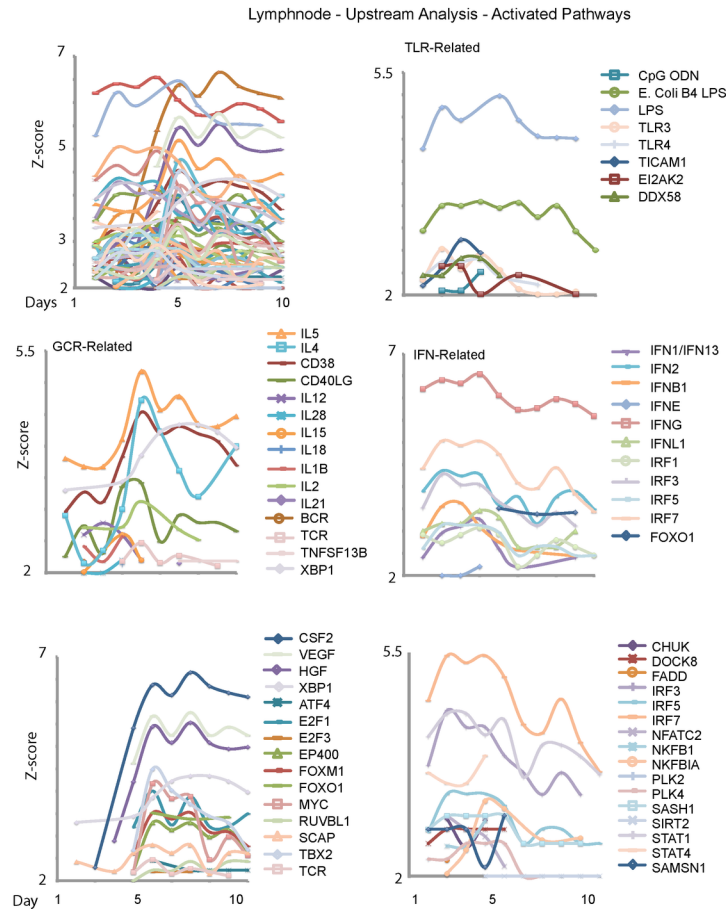 Lymphnode - Upstream Analysis - Activated Pathways
7
5
3
2
Z-score
Days
1
5
10
TLR-Related
5.5
2
CpG ODN
E. Coli B4 LPS
LPS
TLR3
TLR4
TICAM1
EI2AK2
DDX58
GCR-Related
5.5
2
Z-score
IL5
IL4
CD38
CD40LG
IL12
IL28
IL15
IL18
IL1B
IL2
IL21
BCR
TCR
TNFSF13B
XBP1
IFN-Related
7
2
IFN1/IFN13
IFN2
IFNB1
IFNE
IFNG
IFNL1
IRF1
IRF3
IRF5
IRF7
FOXO1
7
2
Z-score
Day
1
5
10
CSF2
VEGF
HGF
XBP1
ATF4
E2F1
E2F3
EP400
FOXM1
FOXO1
MYC
RUVBL1
SCAP
TBX2
TCR
5.5
2
1
5
10
CHUK
DOCK8
FADD
IRF3
IRF5
IRF7
NFATC2
NKFB1
NKFBIA
PLK2
PLK4
SASH1
SIRT2
STAT1
STAT4
SAMSN1